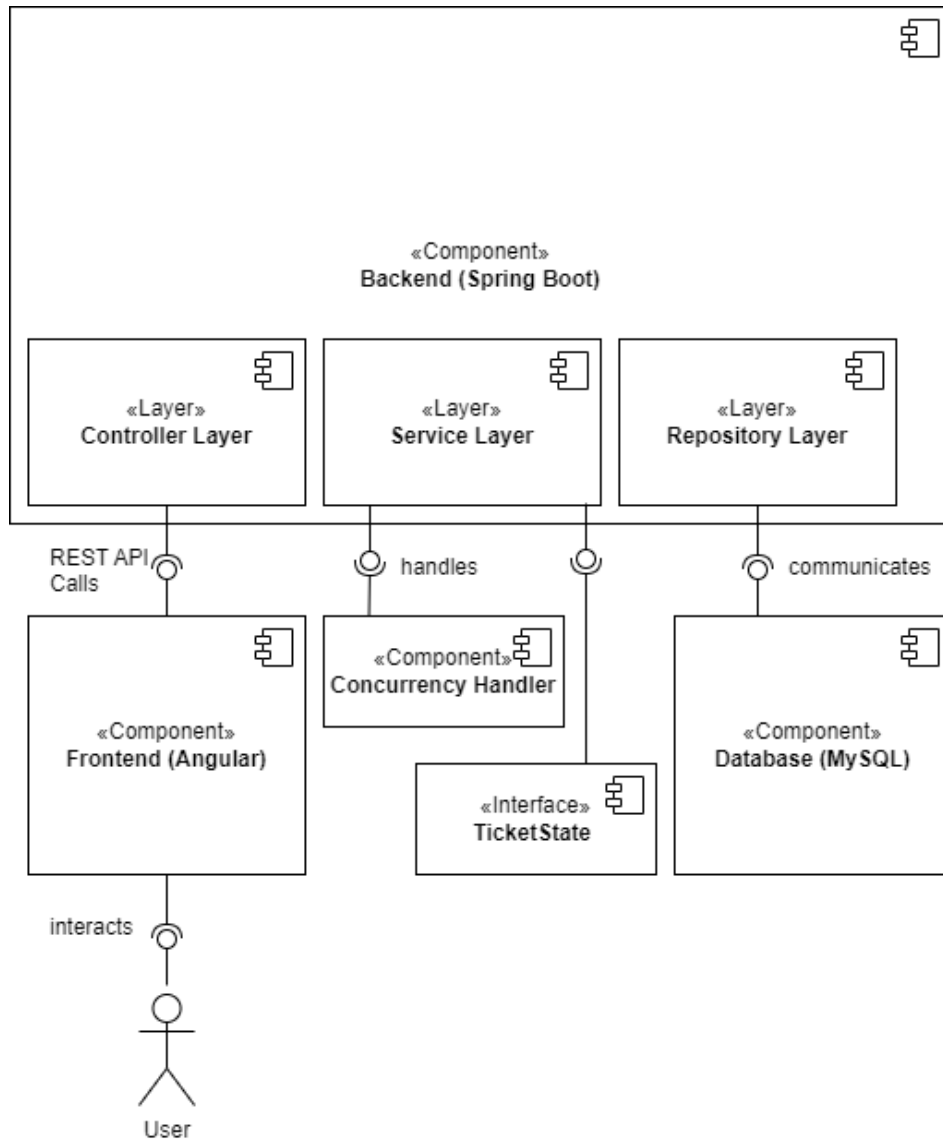 «Component»
Backend (Spring Boot)
«Layer»
Controller Layer
«Layer»
Service Layer
«Layer»
Repository Layer
REST API
Calls
handles
communicates
«Component»
Frontend (Angular)
«Component»
Concurrency Handler
«Interface»
TicketState
«Component»
Database (MySQL)
interacts
User